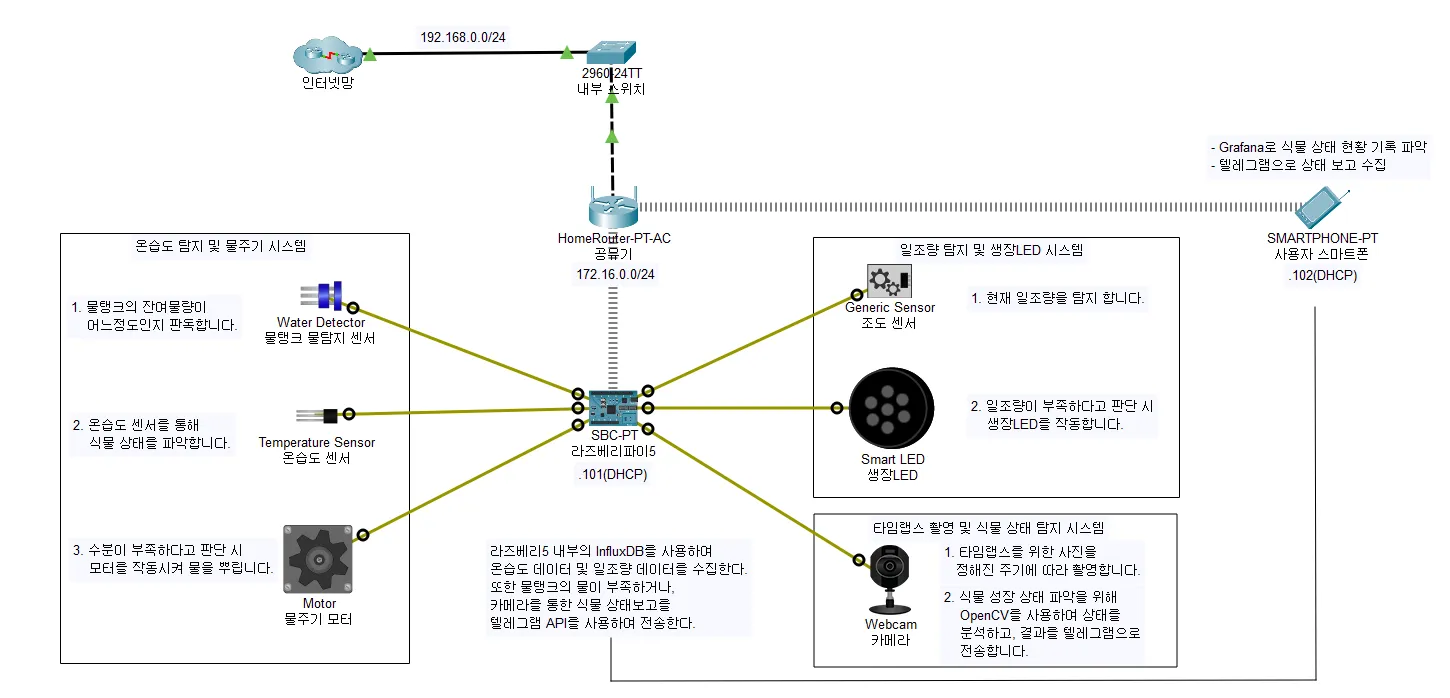 192.168.0.0/24
인터넷망
2960-24TT
내부 스위치
- Grafana로 식물 상태 현황 기록 파악
- 텔레그램으로 상태 보고 수집
HomeRouter-PT-AC
공유기
172.16.0.0/24
SMARTPHONE-PT
사용자 스마트폰
.102(DHCP)
온습도 탐지 및 물주기 시스템
1. 물탱크의 잔여물량이
어느정도인지 판독합니다.
Water Detector
물탱크 물탐지 센서
2. 온습도 센서를 통해
식물 상태를 파악합니다.
Temperature Sensor
온습도 센서
3. 수분이 부족하다고 판단 시
모터를 작동시켜 물을 뿌립니다.
Motor
물주기 모터
SBC-PT
라즈베리파이5
.101(DHCP)
라즈베리5 내부의 InfluxDB을 사용하여
온습도 데이터 및 일조량 데이터를 수집한다.
또한 물탱크의 물이 부족하거나,
카메라를 통한 식물 상태보고를
텔레그램 API을 사용하여 전송한다.
일조량 탐지 및 생장LED 시스템
Generic Sensor
조도 센서
1. 현재 일조량을 탐지 합니다.
Smart LED
생장LED
2. 일조량이 부족하다고 판단 시
생장LED를 작동합니다.
타임랩스 촬영 및 식물 상태 탐지 시스템
Webcam
카메라
1. 타임랩스를 위한 사진을
정해진 주기에 따라 촬영합니다.
2. 식물 성장 상태 파악을 위해
OpenCV을 사용하여 상태를
분석하고, 결과를 텔레그램으로
전송합니다.